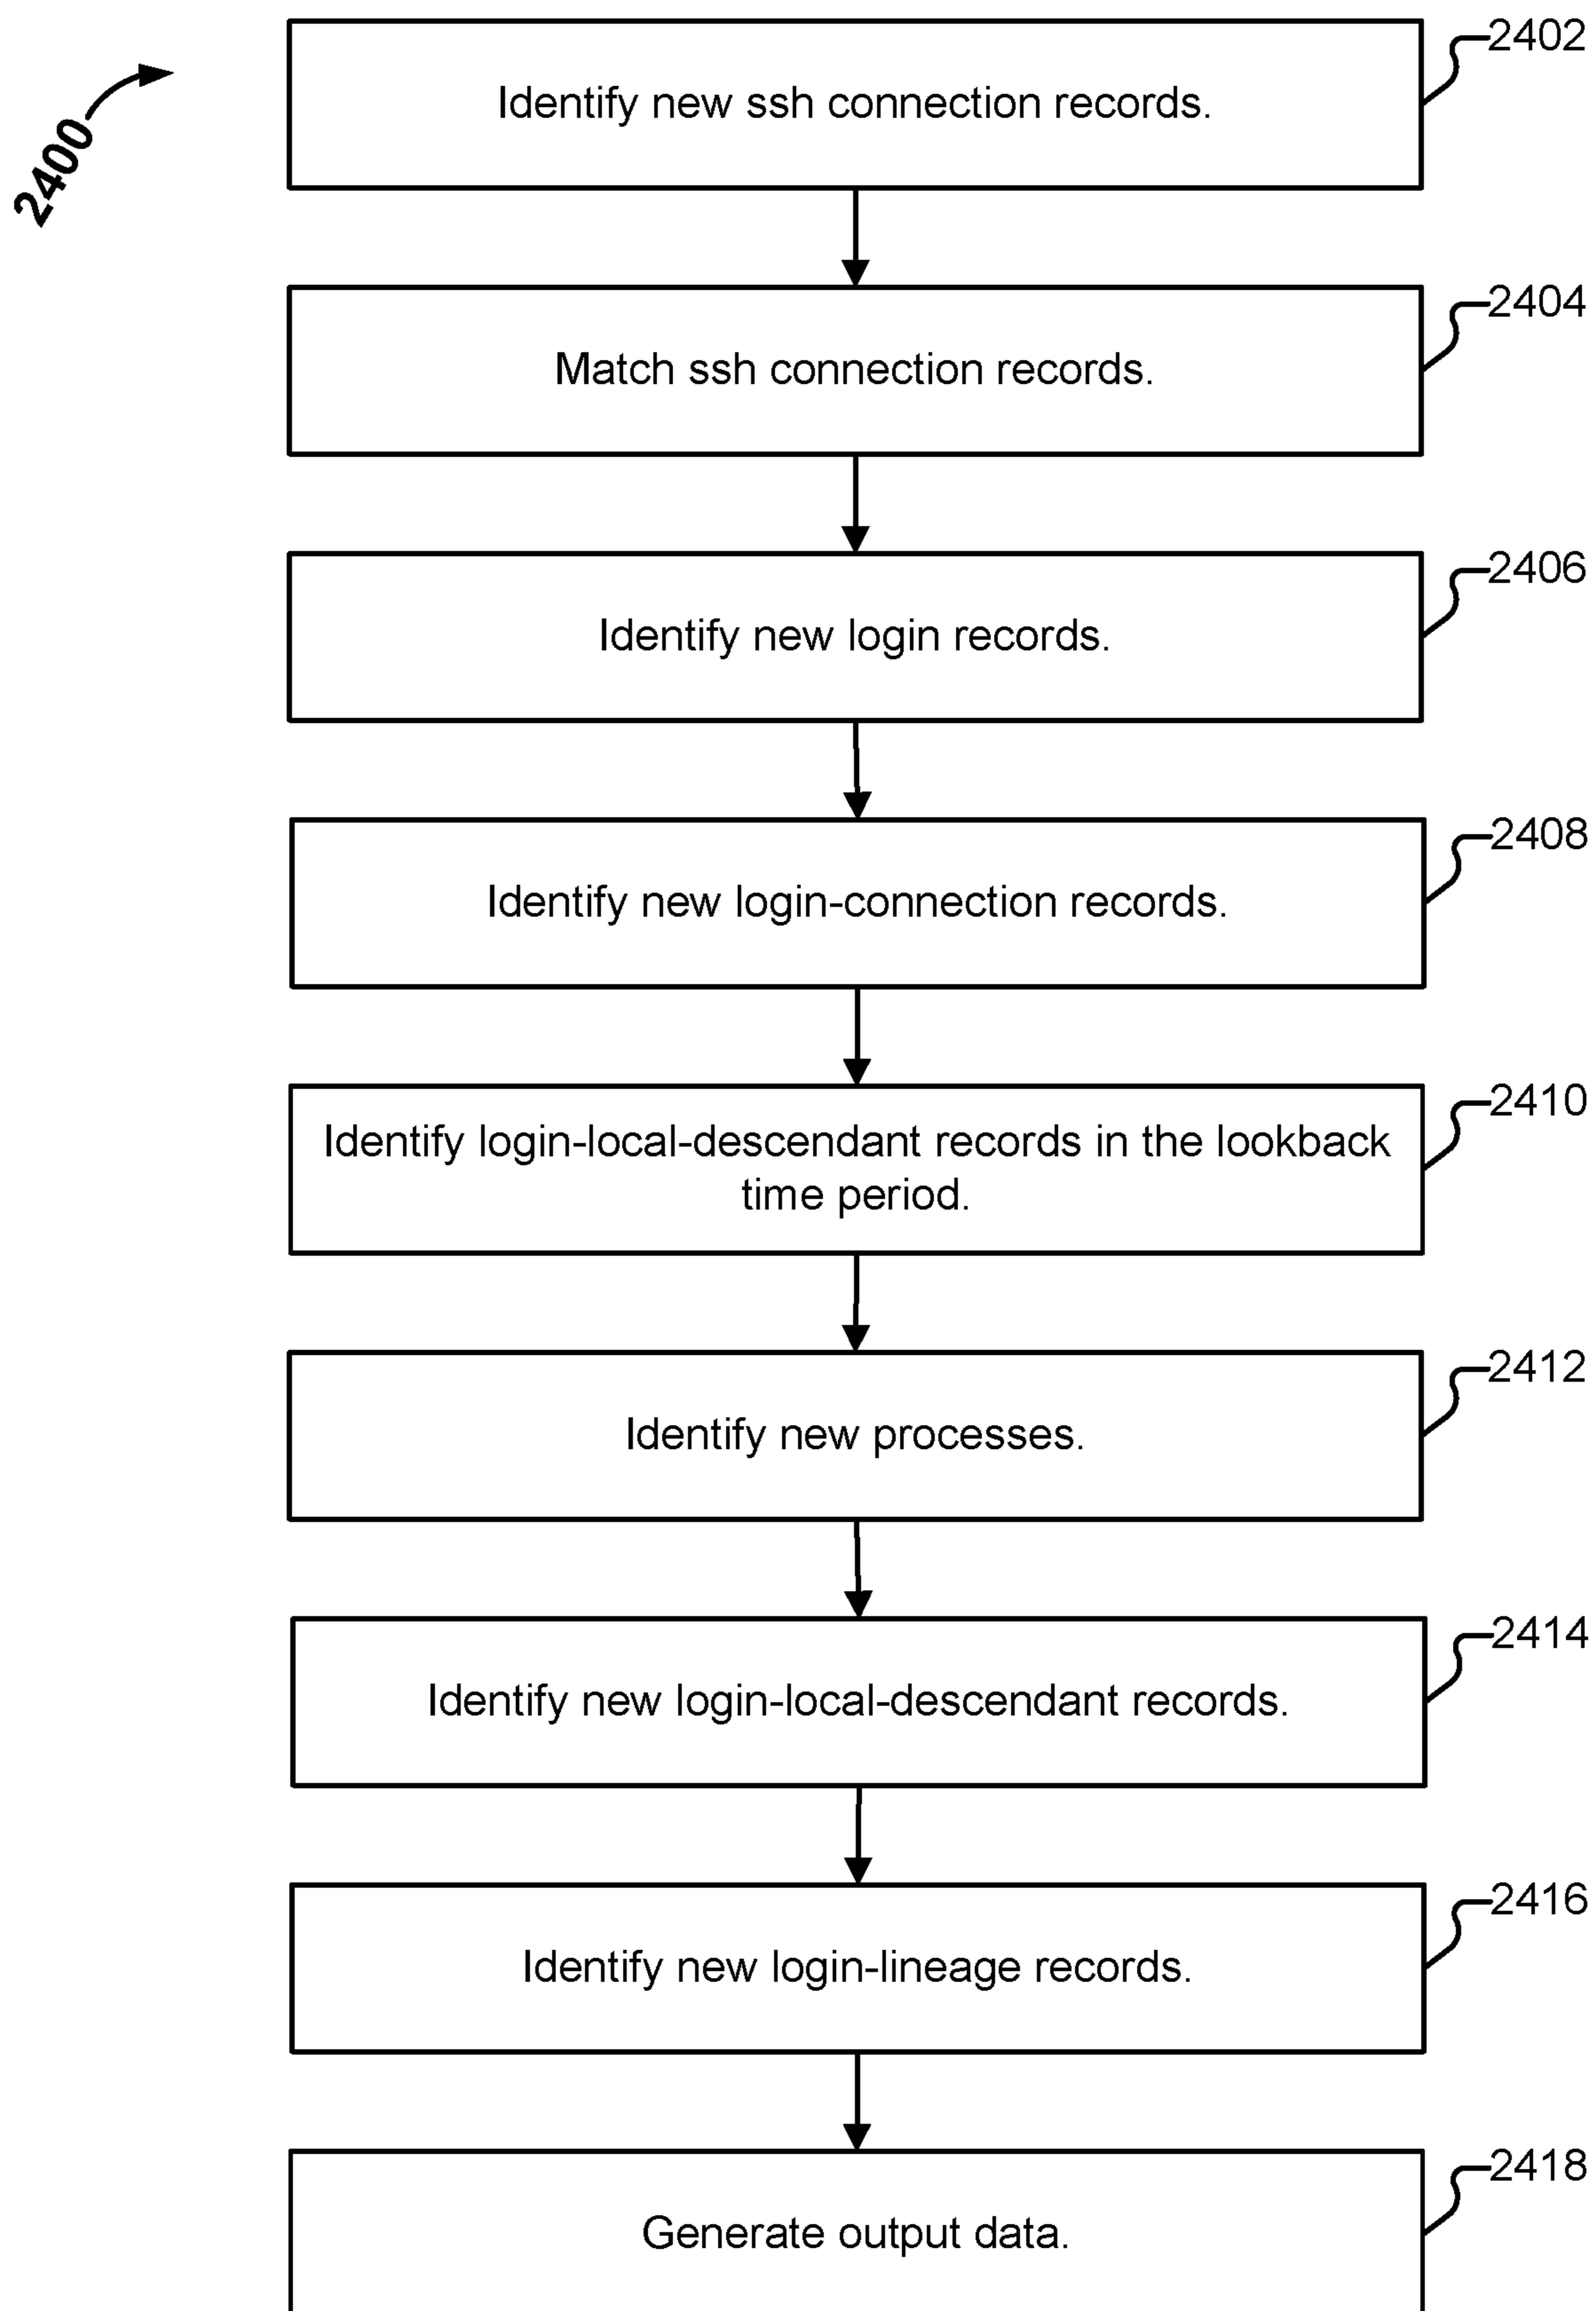 2400
2402
Identify new ssh connection records.
2404
Match ssh connection records.
2406
Identify new login records.
2408
Identify new login-connection records.
2410
Identify login-local-descendant records in the lookback
time period.
2412
Identify new processes.
2414
Identify new login-local-descendant records.
2416
Identify new login-lineage records.
2418
Generate output data.